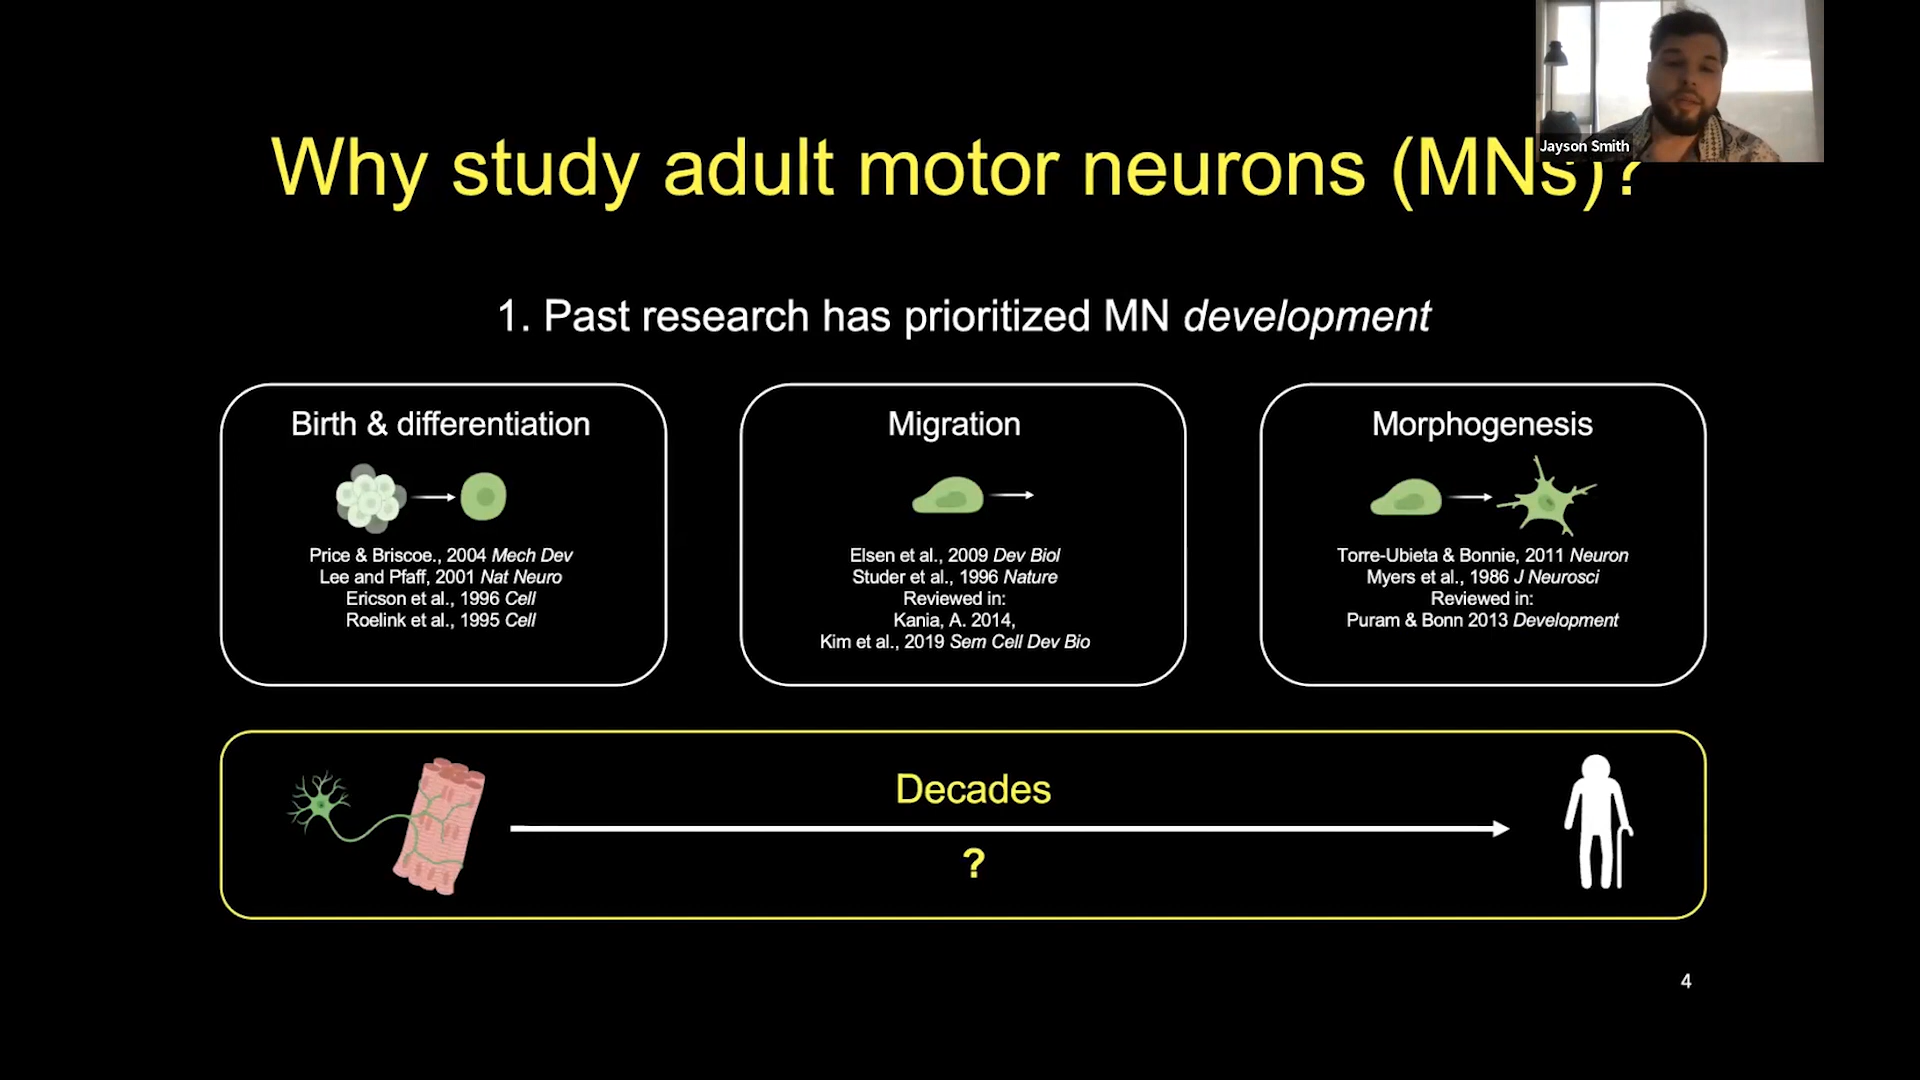 Jayson Smith
Why study adult motor neurons (MNs)?
1. Past research has prioritized MN development
Birth & differentiation
Price & Briscoe., 2004 Mech Dev
Lee and Pfaff, 2001 Nat Neuro
Ericson et al., 1996 Cell
Roelink et al., 1995 Cell
Migration
Elsen et al., 2009 Dev Biol
Studer et al., 1996 Nature
Reviewed in:
Kania, A. 2014,
Kim et al., 2019 Sem Cell Dev Bio
Morphogenesis
Torre-Ubieta & Bonnie, 2011 Neuron
Myers et al., 1986 J Neurosci
Reviewed in:
Puram & Bonn 2013 Development
Decades
?
4